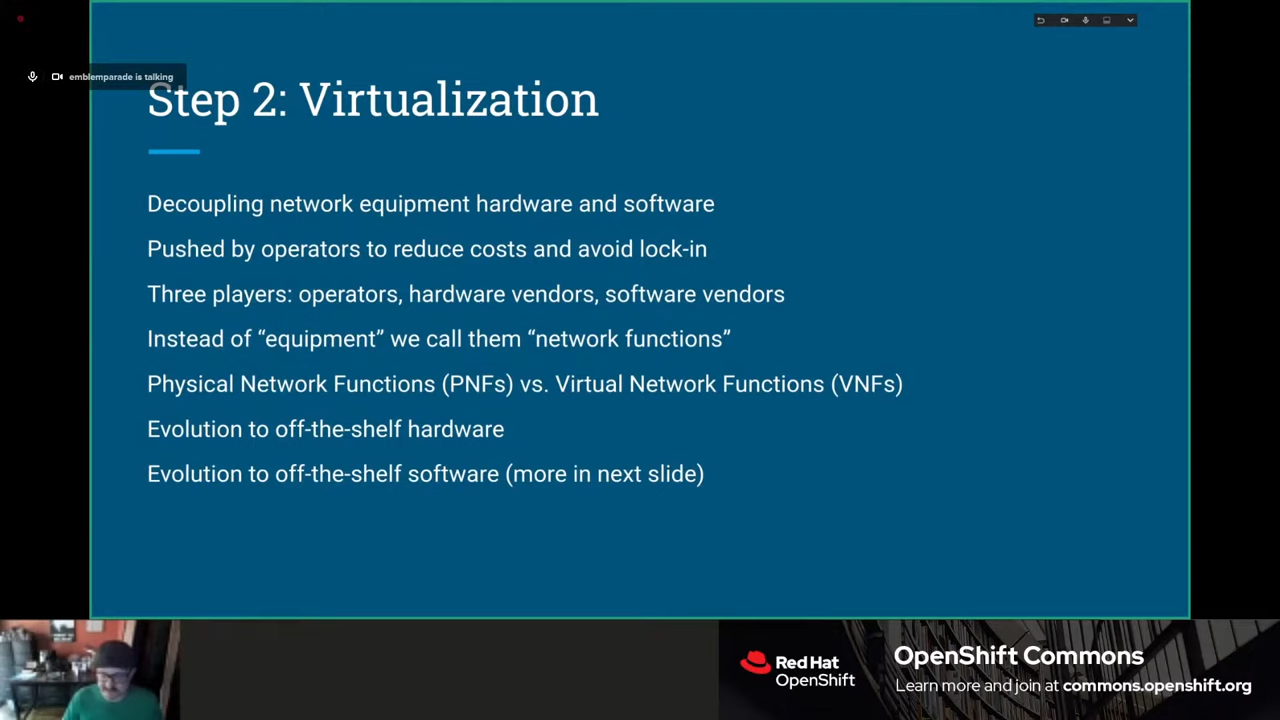 emblemparade is talking
Step 2: Virtualization
Decoupling network equipment hardware and software
Pushed by operators to reduce costs and avoid lock-in
Three players: operators, hardware vendors, software vendors
Instead of “equipment” we call them “network functions”
Physical Network Functions (PNFs) vs. Virtual Network Functions (VNFs)
Evolution to off-the-shelf hardware
Evolution to off-the-shelf software (more in next slide)
Red Hat
OpenShift
OpenShift Commons
Learn more and join at commons.openshift.org